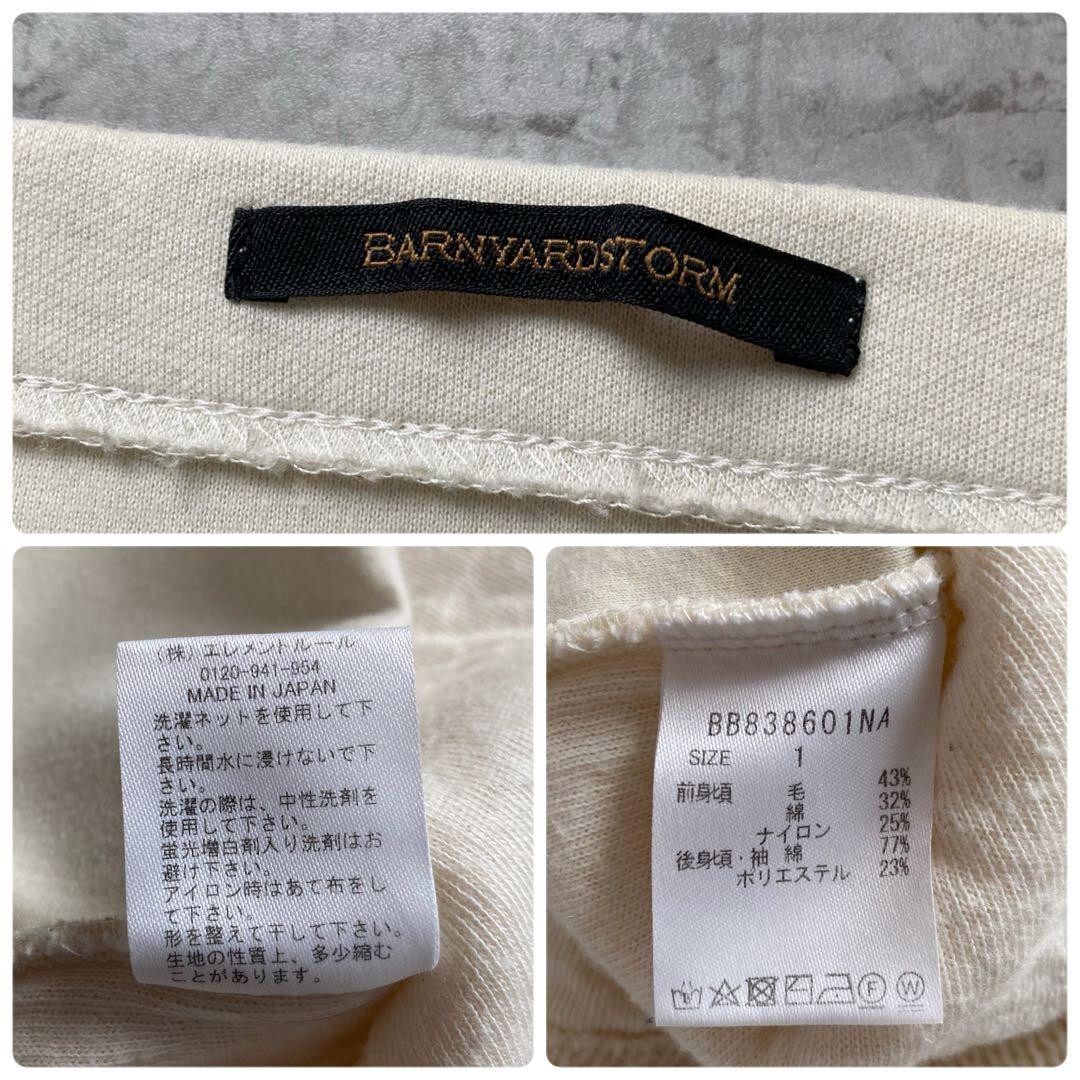 BARNYARDSTORM
(株)エレメントルール
0120-941-954
MADE IN JAPAN
洗濯ネットを使用して下
さい。
長時間水に浸けないで下
さい。
洗濯の際は、中性洗剤を
使用して下さい。
蛍光増白剤入り洗剤はお
避け下さい。
アイロン時はあて布をし
て下さい。
形を整えて干して下さい。
生地の性質上、多少縮む
ことがあります。
BB838601NA
SIZE 1
前身頃 毛 43%
綿 32%
ナイロン 25%
後身頃・袖 綿 77%
ポリエステル 23%
F W